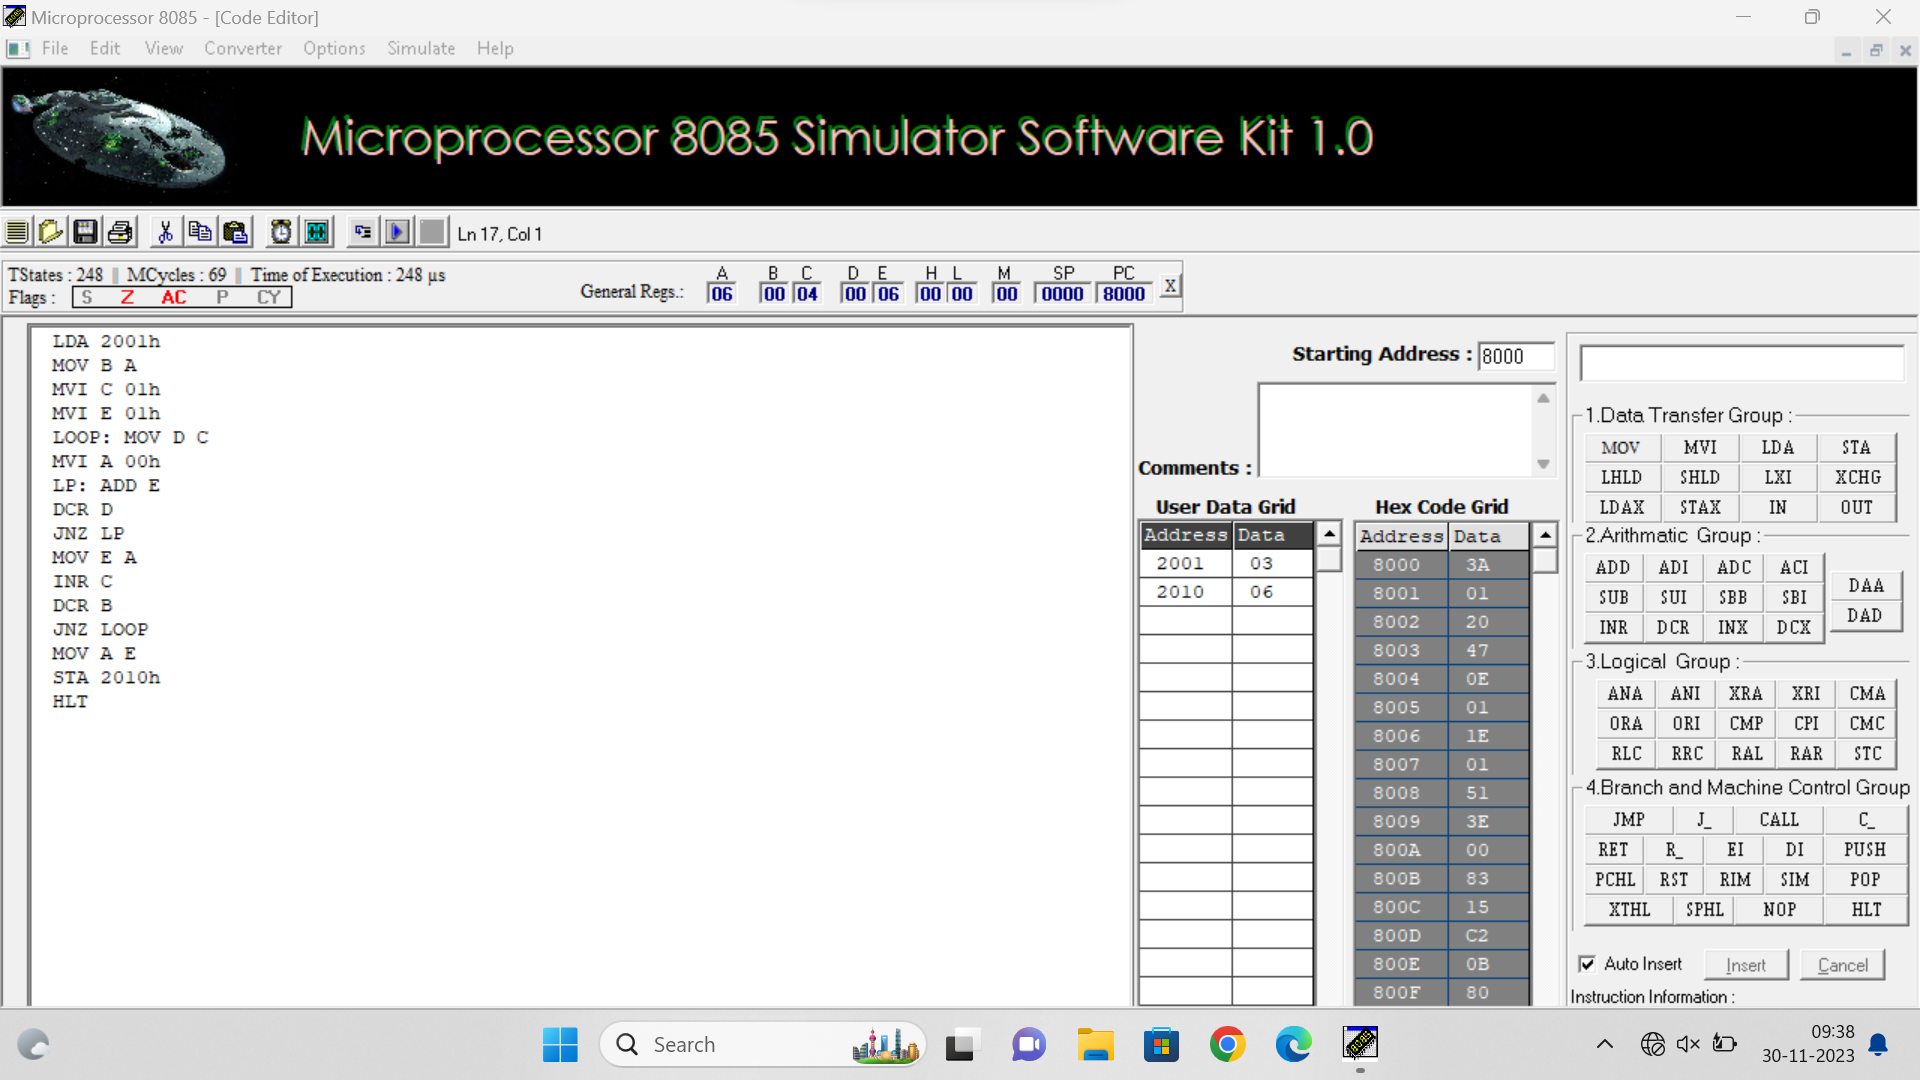 Microprocessor 8085 - [Code Editor]
File Edit View Converter Options Simulate Help
Microprocessor 8085 Simulator Software Kit 1.0
Ln 17, Col 1
TStates : 248 || MCycles : 69 || Time of Execution : 248 µs
Flags : S Z AC P CY
General Regs.:
A B C D E H L M SP PC
06 00 04 00 06 00 00 00 0000 8000
X
LDA 2001h
MOV B A
MVI C 01h
MVI E 01h
LOOP: MOV D C
MVI A 00h
LP: ADD E
DCR D
JNZ LP
MOV E A
INR C
DCR B
JNZ LOOP
MOV A E
STA 2010h
HLT
Starting Address : 8000
Comments :
User Data Grid
Address Data
2001 03
2010 06
Hex Code Grid
Address Data
8000 3A
8001 01
8002 20
8003 47
8004 0E
8005 01
8006 1E
8007 01
8008 51
8009 3E
800A 00
800B 83
800C 15
800D C2
800E 0B
800F 80
1.Data Transfer Group :
MOV MVI LDA STA
LHLD SHLD LXI XCHG
LDAX STAX IN OUT
2.Arithmatic Group :
ADD ADI ADC ACI
SUB SUI SBB SBI
INR DCR INX DCX
DAA
DAD
3.Logical Group :
ANA ANI XRA XRI CMA
ORA ORI CMP CPI CMC
RLC RRC RAL RAR STC
4.Branch and Machine Control Group
JMP J_ CALL C_
RET R_ EI DI PUSH
PCHL RST RIM SIM POP
XTHL SPHL NOP HLT
Auto Insert Insert Cancel
Instruction Information :
Search
09:38
30-11-2023
8085